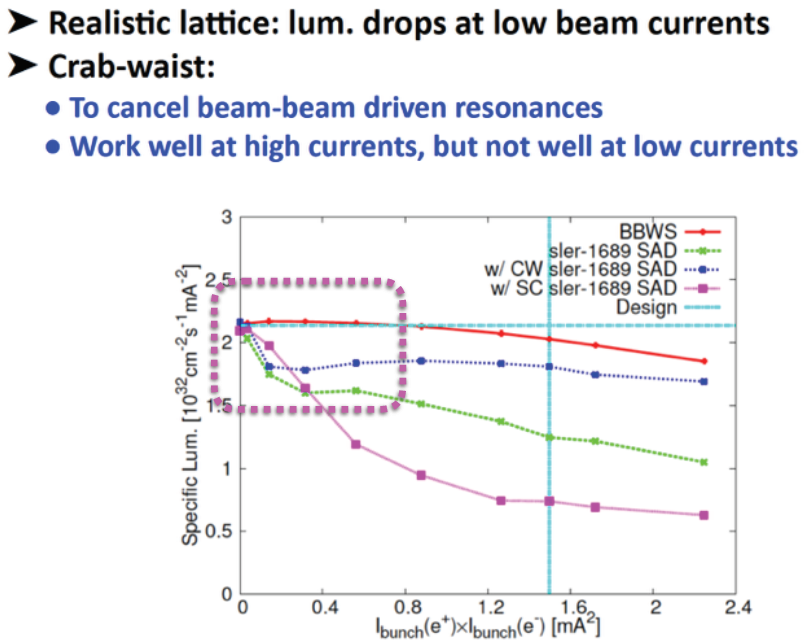 ➤ Realistic lattice: lum. drops at low beam currents
➤ Crab-waist:
● To cancel beam-beam driven resonances
● Work well at high currents, but not well at low currents
3
2.5
2
1.5
1
0.5
0
Specific Lum. [10³²cm⁻²s⁻¹mA⁻²]
BBWS
sler-1689 SAD
w/ CW sler-1689 SAD
w/ SC sler-1689 SAD
Design
0 0.4 0.8 1.2 1.6 2 2.4
I_bunch(e⁺)×I_bunch(e⁻) [mA²]